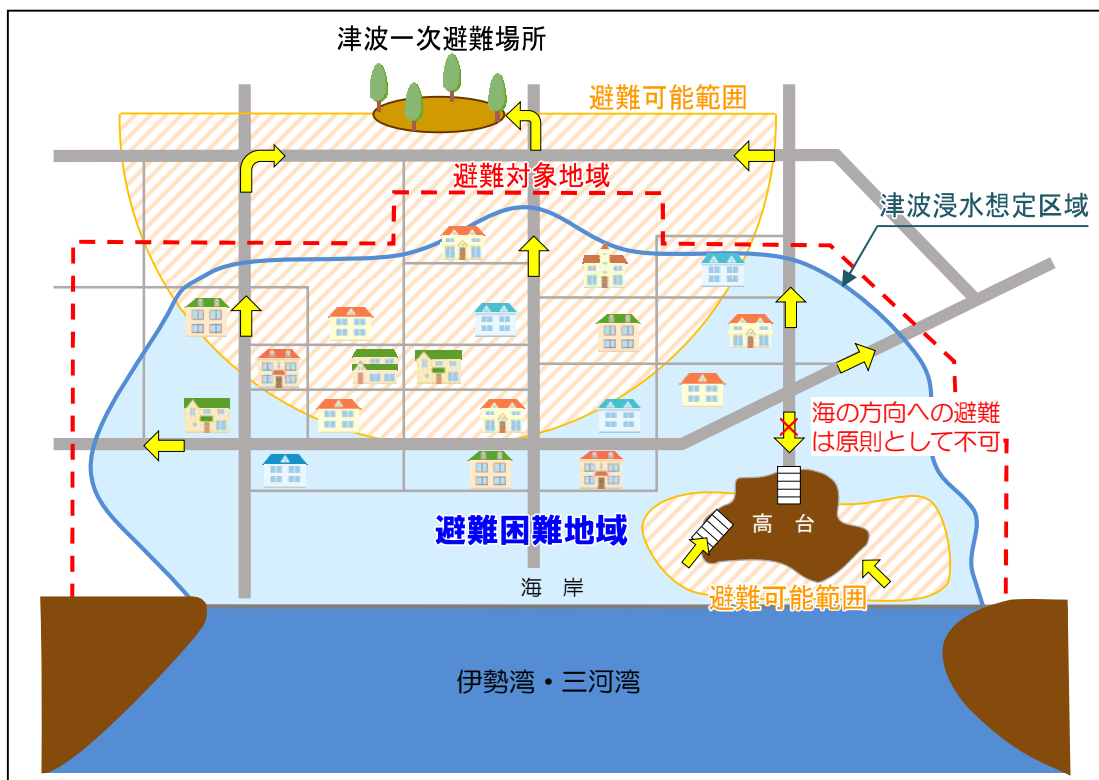 津波一次避難場所
避難可能範囲
避難対象地域
津波浸水想定区域
海の方向への避難
は原則として不可
高 台
避難困難地域
海 岸
避難可能範囲
伊勢湾・三河湾